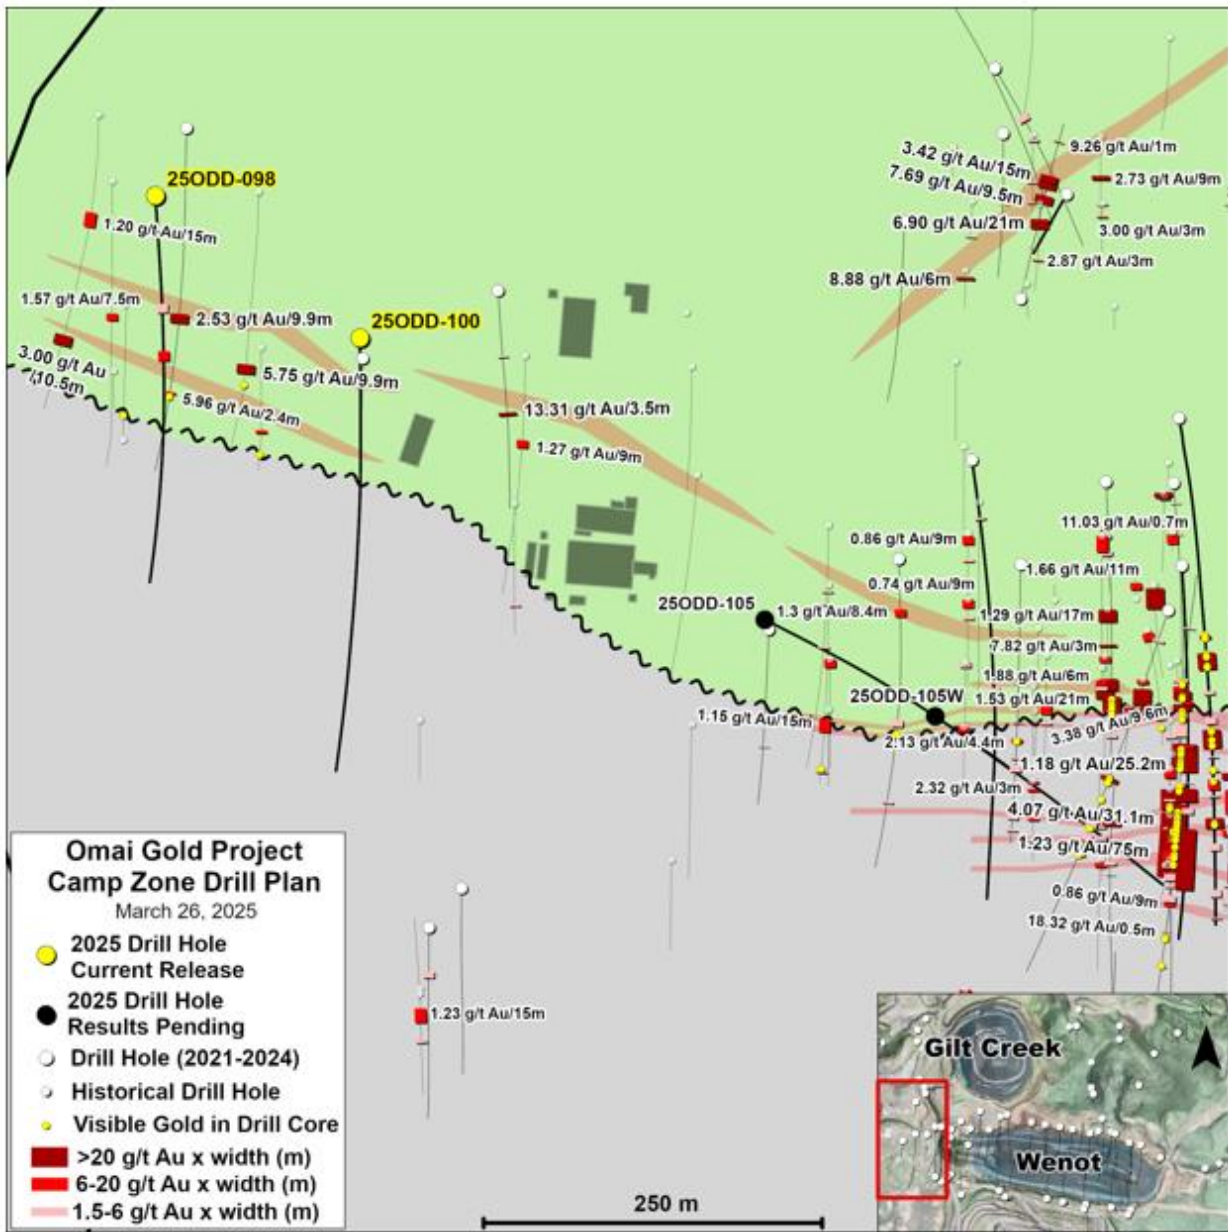 9.26 g/t Au/1m
3.42 g/t Au/15m
2.73 g/t Au/9m
7.69 g/t Au/9.5m
6.90 g/t Au/21m
3.00 g/t Au/3m
2.87 g/t Au/3m
8.88 g/t Au/6m
25ODD-098
1.20 g/t Au/15m
1.57 g/t Au/7.5m
2.53 g/t Au/9.9m
25ODD-100
3.00 g/t Au
/10.5m
5.75 g/t Au/9.9m
5.96 g/t Au/2.4m
13.31 g/t Au/3.5m
1.27 g/t Au/9m
11.03 g/t Au/0.7m
0.86 g/t Au/9m
1.66 g/t Au/11m
0.74 g/t Au/9m
25ODD-105
1.3 g/t Au/8.4m
1.29 g/t Au/17m
7.82 g/t Au/3m
1.88 g/t Au/6m
25ODD-105W
1.53 g/t Au/21m
1.15 g/t Au/15m
3.38 g/t Au/9.6m
2.13 g/t Au/4.4m
1.18 g/t Au/25.2m
2.32 g/t Au/3m
4.07 g/t Au/31.1m
1.23 g/t Au/75m
0.86 g/t Au/9m
18.32 g/t Au/0.5m
1.23 g/t Au/15m
Omai Gold Project
Camp Zone Drill Plan
March 26, 2025
2025 Drill Hole
Current Release
2025 Drill Hole
Results Pending
Drill Hole (2021-2024)
Historical Drill Hole
Visible Gold in Drill Core
>20 g/t Au x width (m)
6-20 g/t Au x width (m)
1.5-6 g/t Au x width (m)
250 m
Gilt Creek
Wenot